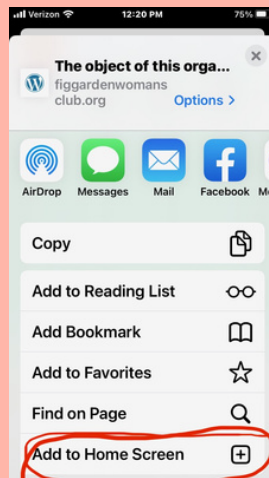 Verizon 12:20 PM 75%
The object of this orga...
figgardenwomans
club.org Options >
AirDrop Messages Mail Facebook M
Copy
Add to Reading List
Add Bookmark
Add to Favorites
Find on Page
Add to Home Screen